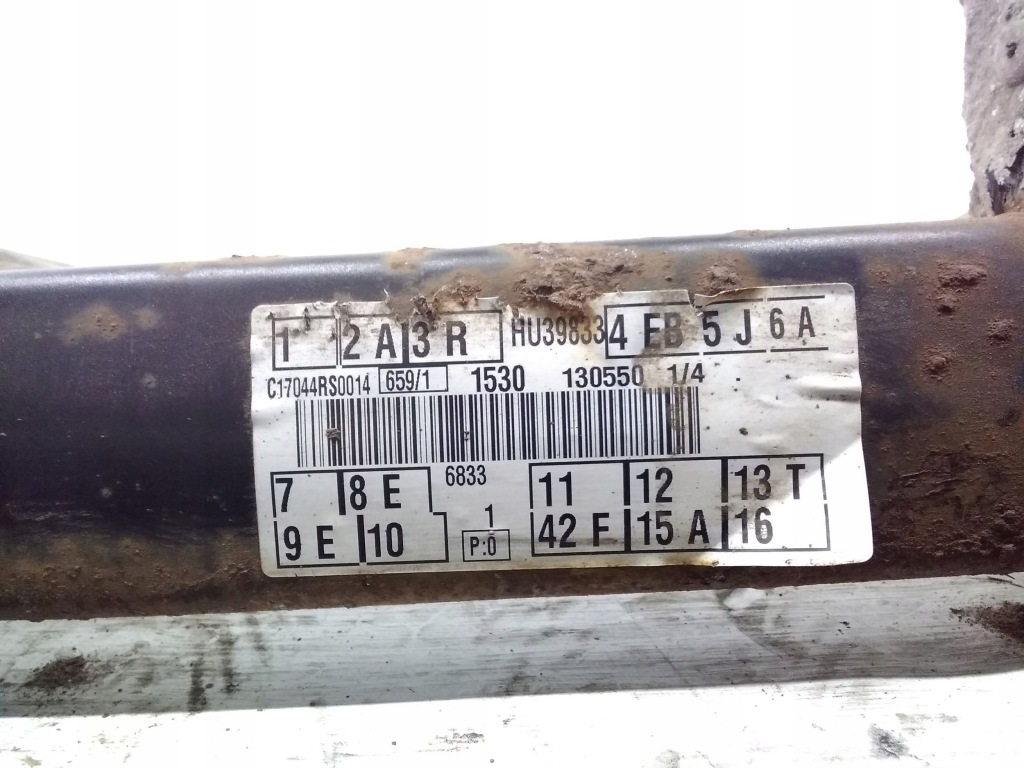 1 2 A 3 R HU39833 4 FB 5 J 6 A
C17044RS0014 659/1 1530 130550 1/4
7 8 E 6833 11 12 13 T
9 E 10 1 P:0 42 F 15 A 16